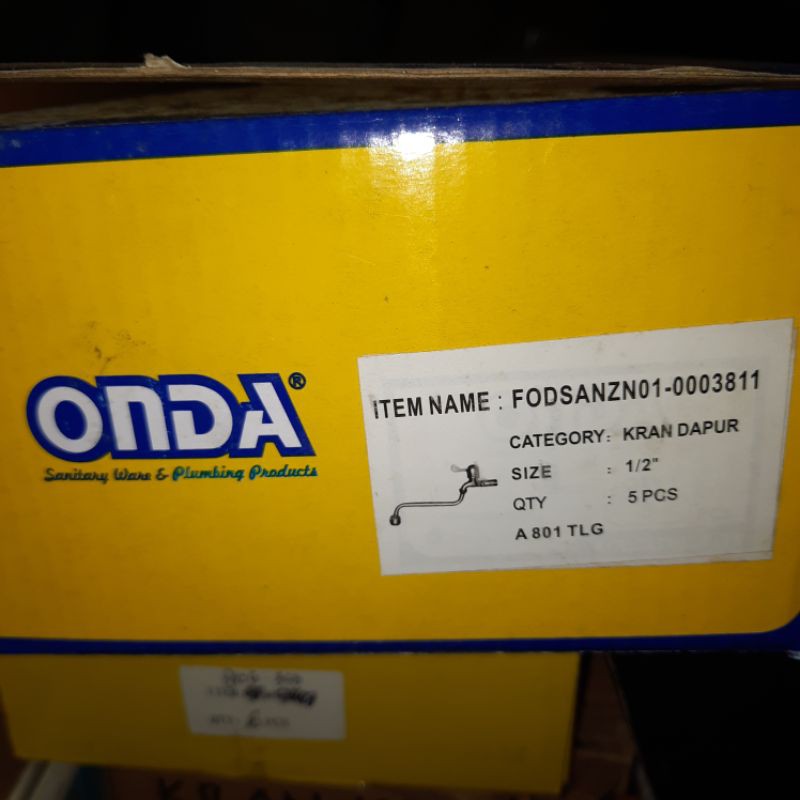 ONDA®
Sanitary Ware & Plumbing Products
ITEM NAME : FODSANZN01-0003811
CATEGORY: KRAN DAPUR
SIZE : 1/2"
QTY : 5 PCS
A 801 TLG